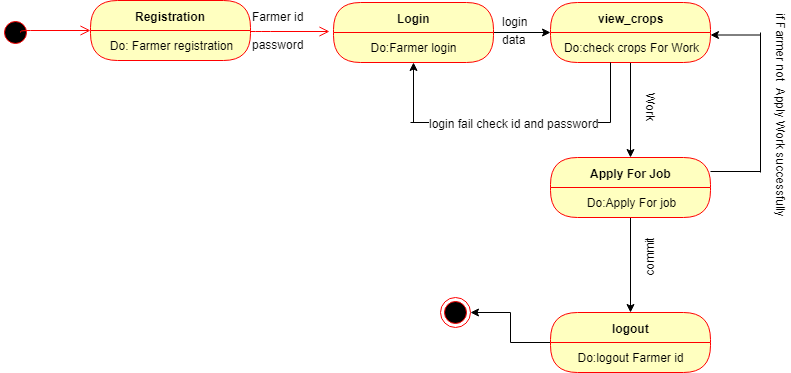 Registration
Do: Farmer registration
Farmer id
password
Login
Do:Farmer login
login
data
view_crops
Do:check crops For Work
if Farmer not Apply Work successfully
login fail check id and password
Work
Apply For Job
Do:Apply For job
commit
logout
Do:logout Farmer id